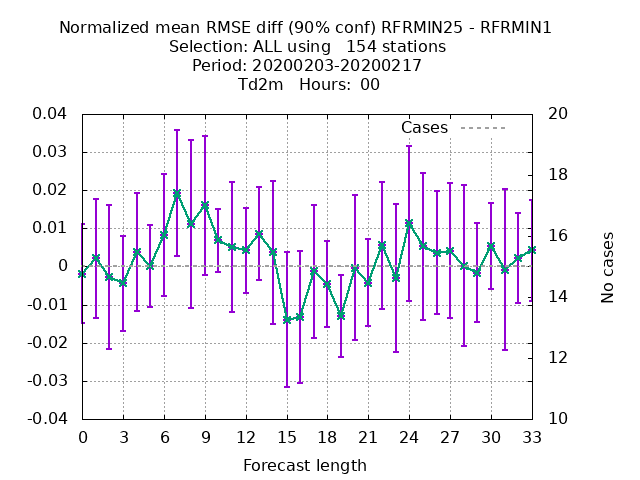 Normalized mean RMSE diff (90% conf) RFRMIN25 - RFRMIN1
Selection: ALL using   154 stations
Period: 20200203-20200217
Td2m   Hours:  00
Cases
0.04
0.03
0.02
0.01
0
-0.01
-0.02
-0.03
-0.04
20
18
16
14
12
10
No cases
0 3 6 9 12 15 18 21 24 27 30 33
Forecast length